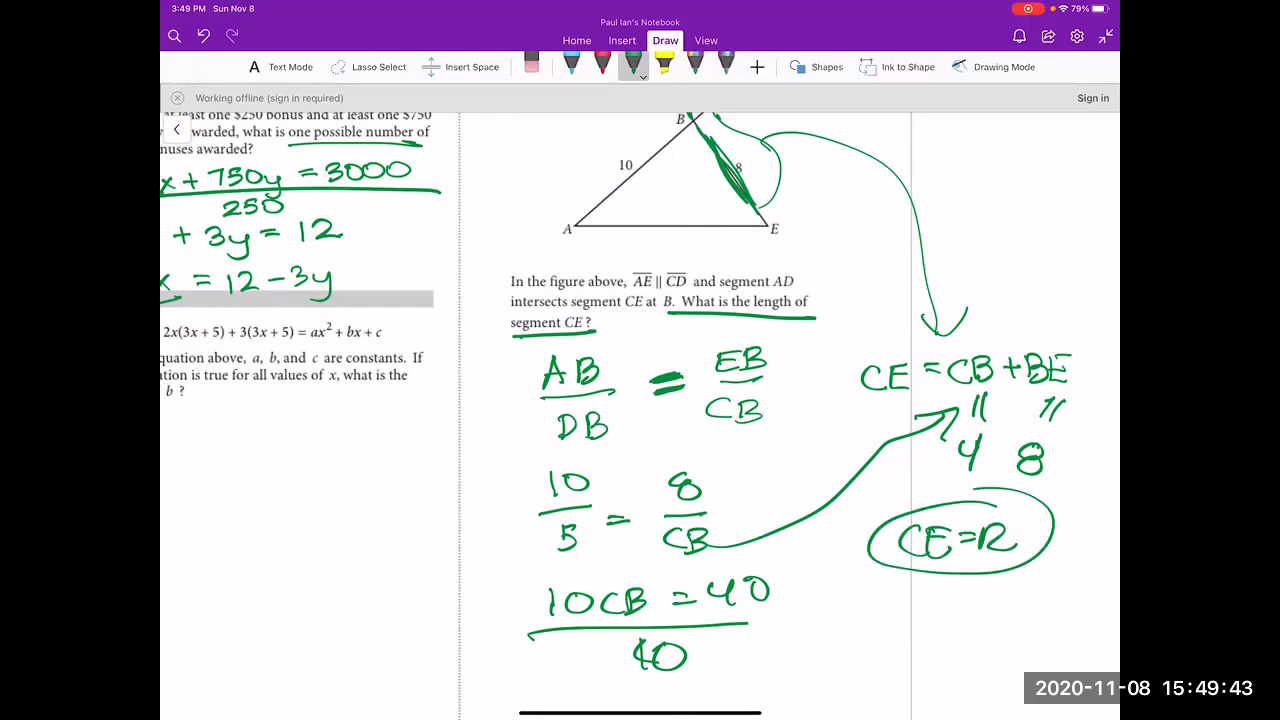 3:49 PM Sun Nov 8
79%
Paul Ian's Notebook
Home Insert Draw View
A Text Mode Lasso Select Insert Space Shapes Ink to Shape Drawing Mode
Working offline (sign in required) Sign in
at least one $250 bonus and at least one $750
warded, what is one possible number of
nuses awarded?
x + 750y = 3000
250
+ 3y = 12
x = 12 - 3y
2x(3x + 5) + 3(3x + 5) = ax² + bx + c
equation above, a, b, and c are constants. If
ation is true for all values of x, what is the
b ?
B
10
8
A
E
In the figure above, AE || CD and segment AD
intersects segment CE at B. What is the length of
segment CE ?
AB = EB
DB CB
10 = 8
5 CB
10CB = 40
10
CE = CB + BE
" "
4 8
CE = 12
2020-11-08 15:49:43